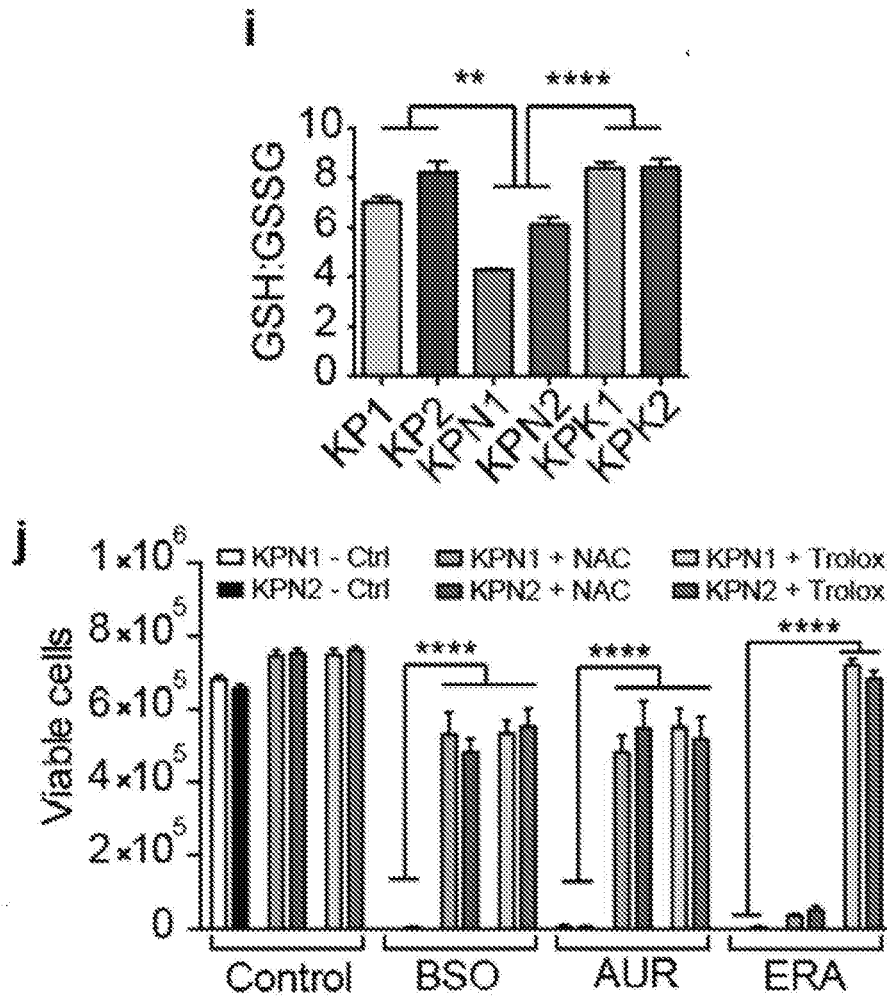 i
** ****
GSH:GSSG
10
8
6
4
2
0
KP1 KP2 KPN1 KPN2 KPK1 KPK2
j
KPN1 - Ctrl KPN1 + NAC KPN1 + Trolox
KPN2 - Ctrl KPN2 + NAC KPN2 + Trolox
Viable cells
1×10⁶
8×10⁵
6×10⁵
4×10⁵
2×10⁵
0
**** **** ****
Control BSO AUR ERA